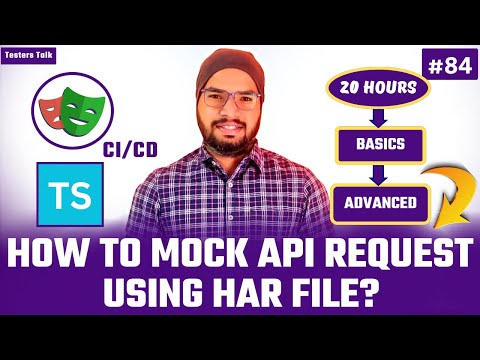 Testers Talk
#84
CI/CD
TS
20 HOURS
BASICS
ADVANCED
HOW TO MOCK API REQUEST
USING HAR FILE?